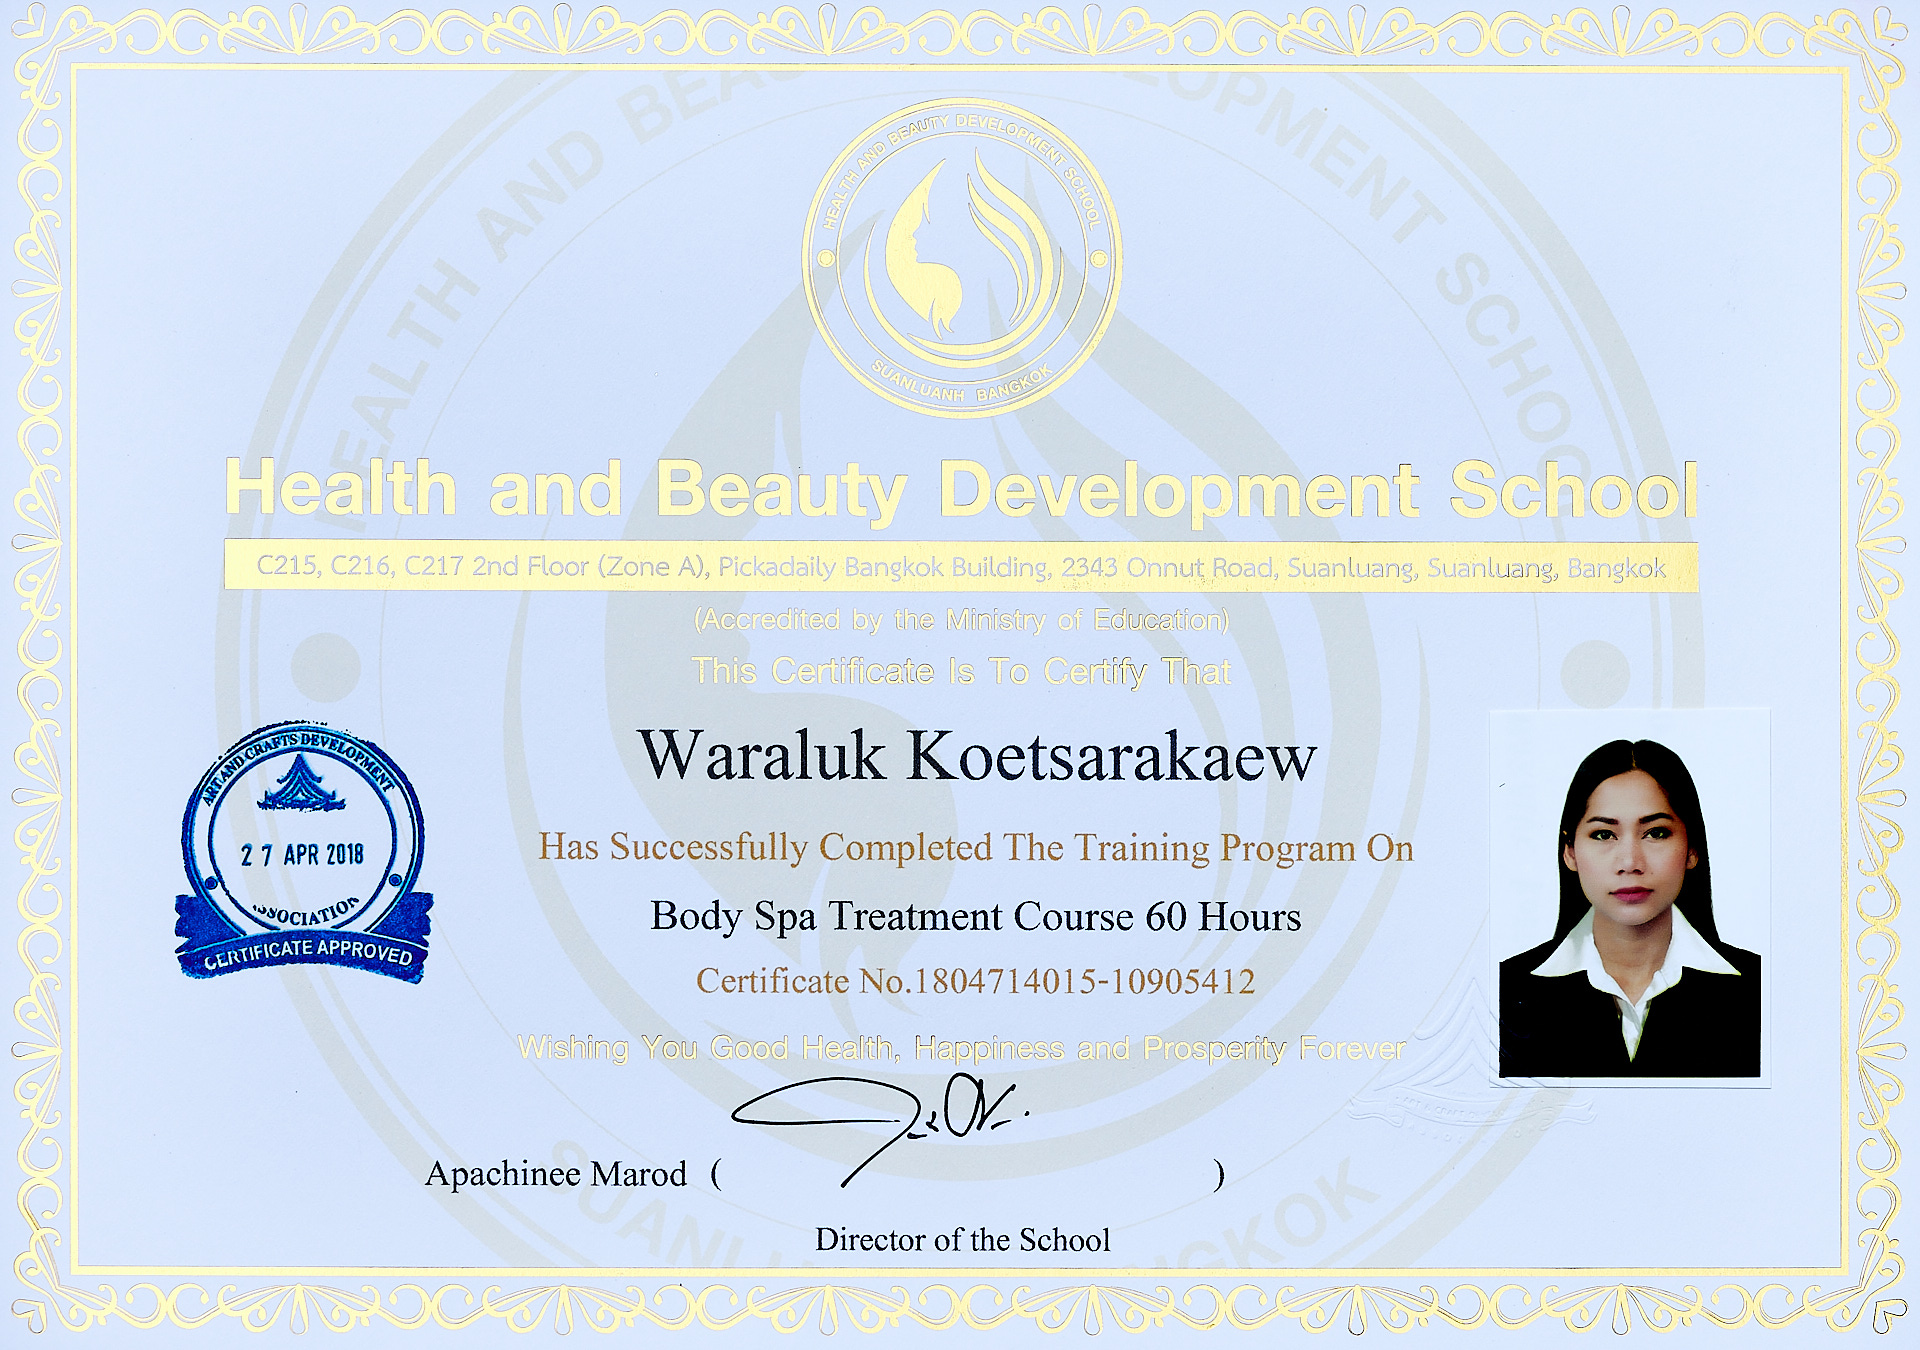 HEALTH AND BEAUTY DEVELOPMENT SCHOOL
SUANLUANH BANGKOK
Health and Beauty Development School
C215, C216, C217 2nd Floor (Zone A), Pickadaily Bangkok Building, 2343 Onnut Road, Suanluang, Suanluang, Bangkok
(Accredited by the Ministry of Education)
This Certificate Is To Certify That
Waraluk Koetsarakaew
Has Successfully Completed The Training Program On
Body Spa Treatment Course 60 Hours
Certificate No.1804714015-10905412
Wishing You Good Health, Happiness and Prosperity Forever
Apachinee Marod ( )
Director of the School
ART AND CRAFTS DEVELOPMENT
27 APR 2018
ASSOCIATION
CERTIFICATE APPROVED